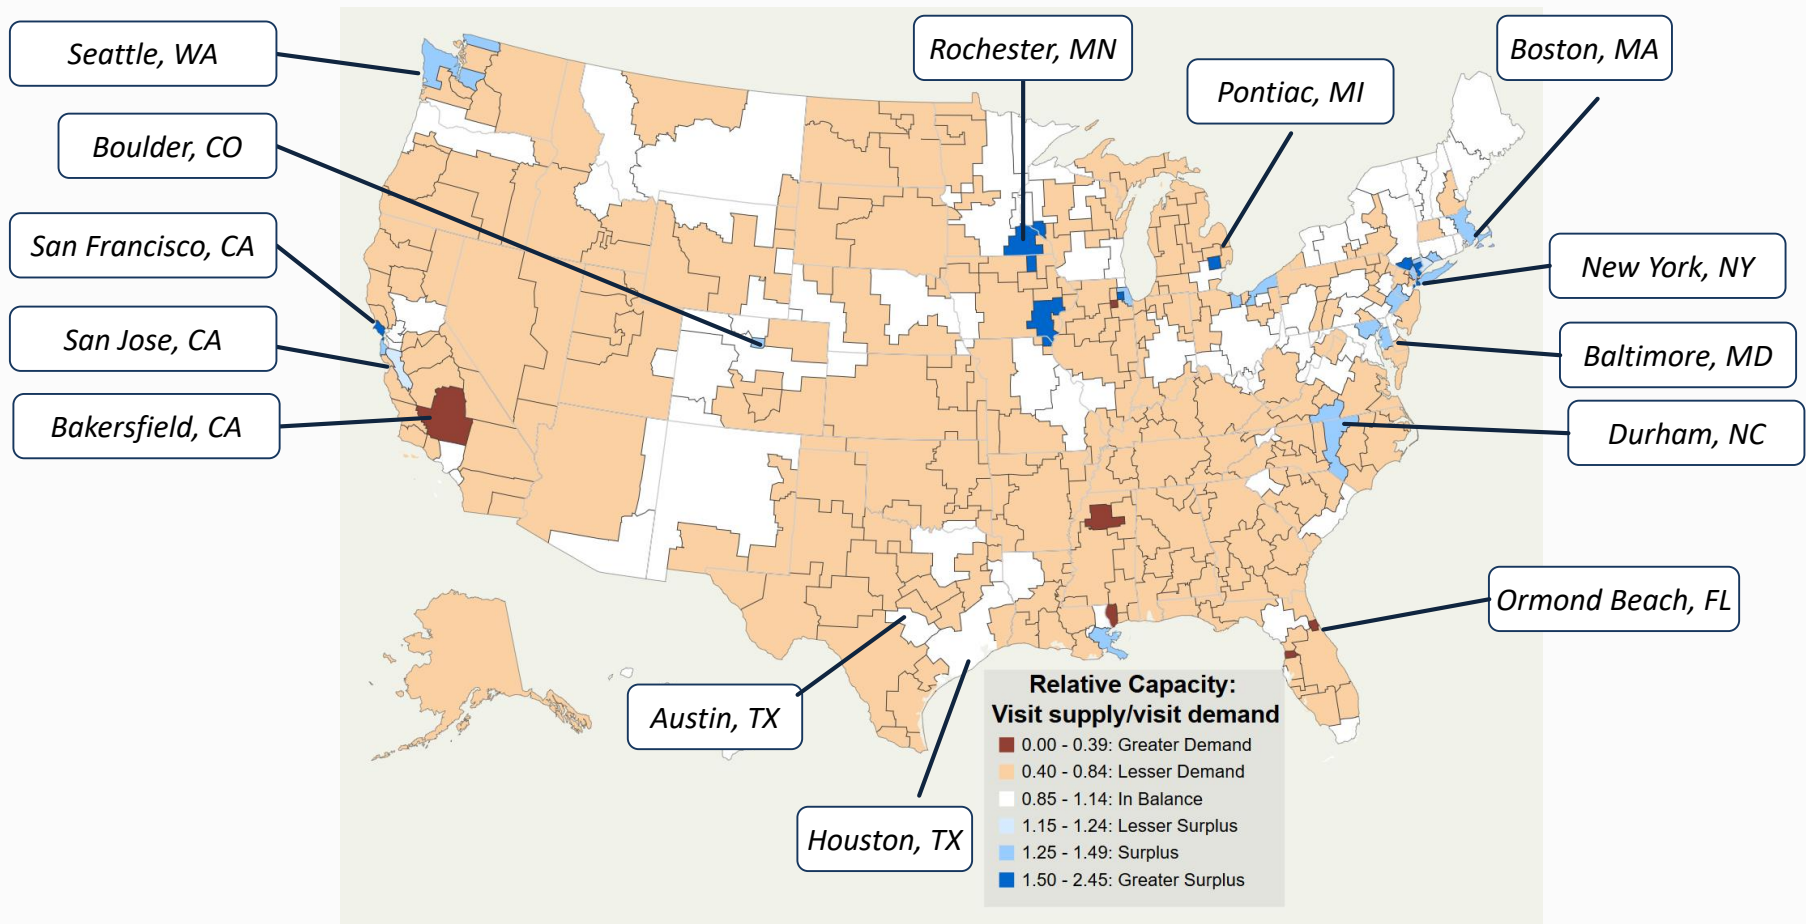 Seattle, WA
Rochester, MN
Boston, MA
Pontiac, MI
Boulder, CO
San Francisco, CA
New York, NY
San Jose, CA
Baltimore, MD
Bakersfield, CA
Durham, NC
Ormond Beach, FL
Austin, TX
Houston, TX
Relative Capacity:
Visit supply/visit demand
0.00 - 0.39: Greater Demand
0.40 - 0.84: Lesser Demand
0.85 - 1.14: In Balance
1.15 - 1.24: Lesser Surplus
1.25 - 1.49: Surplus
1.50 - 2.45: Greater Surplus